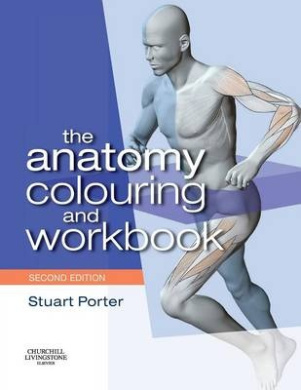 the
anatomy
colouring
and
workbook
SECOND EDITION
Stuart Porter
CHURCHILL
LIVINGSTONE
ELSEVIER